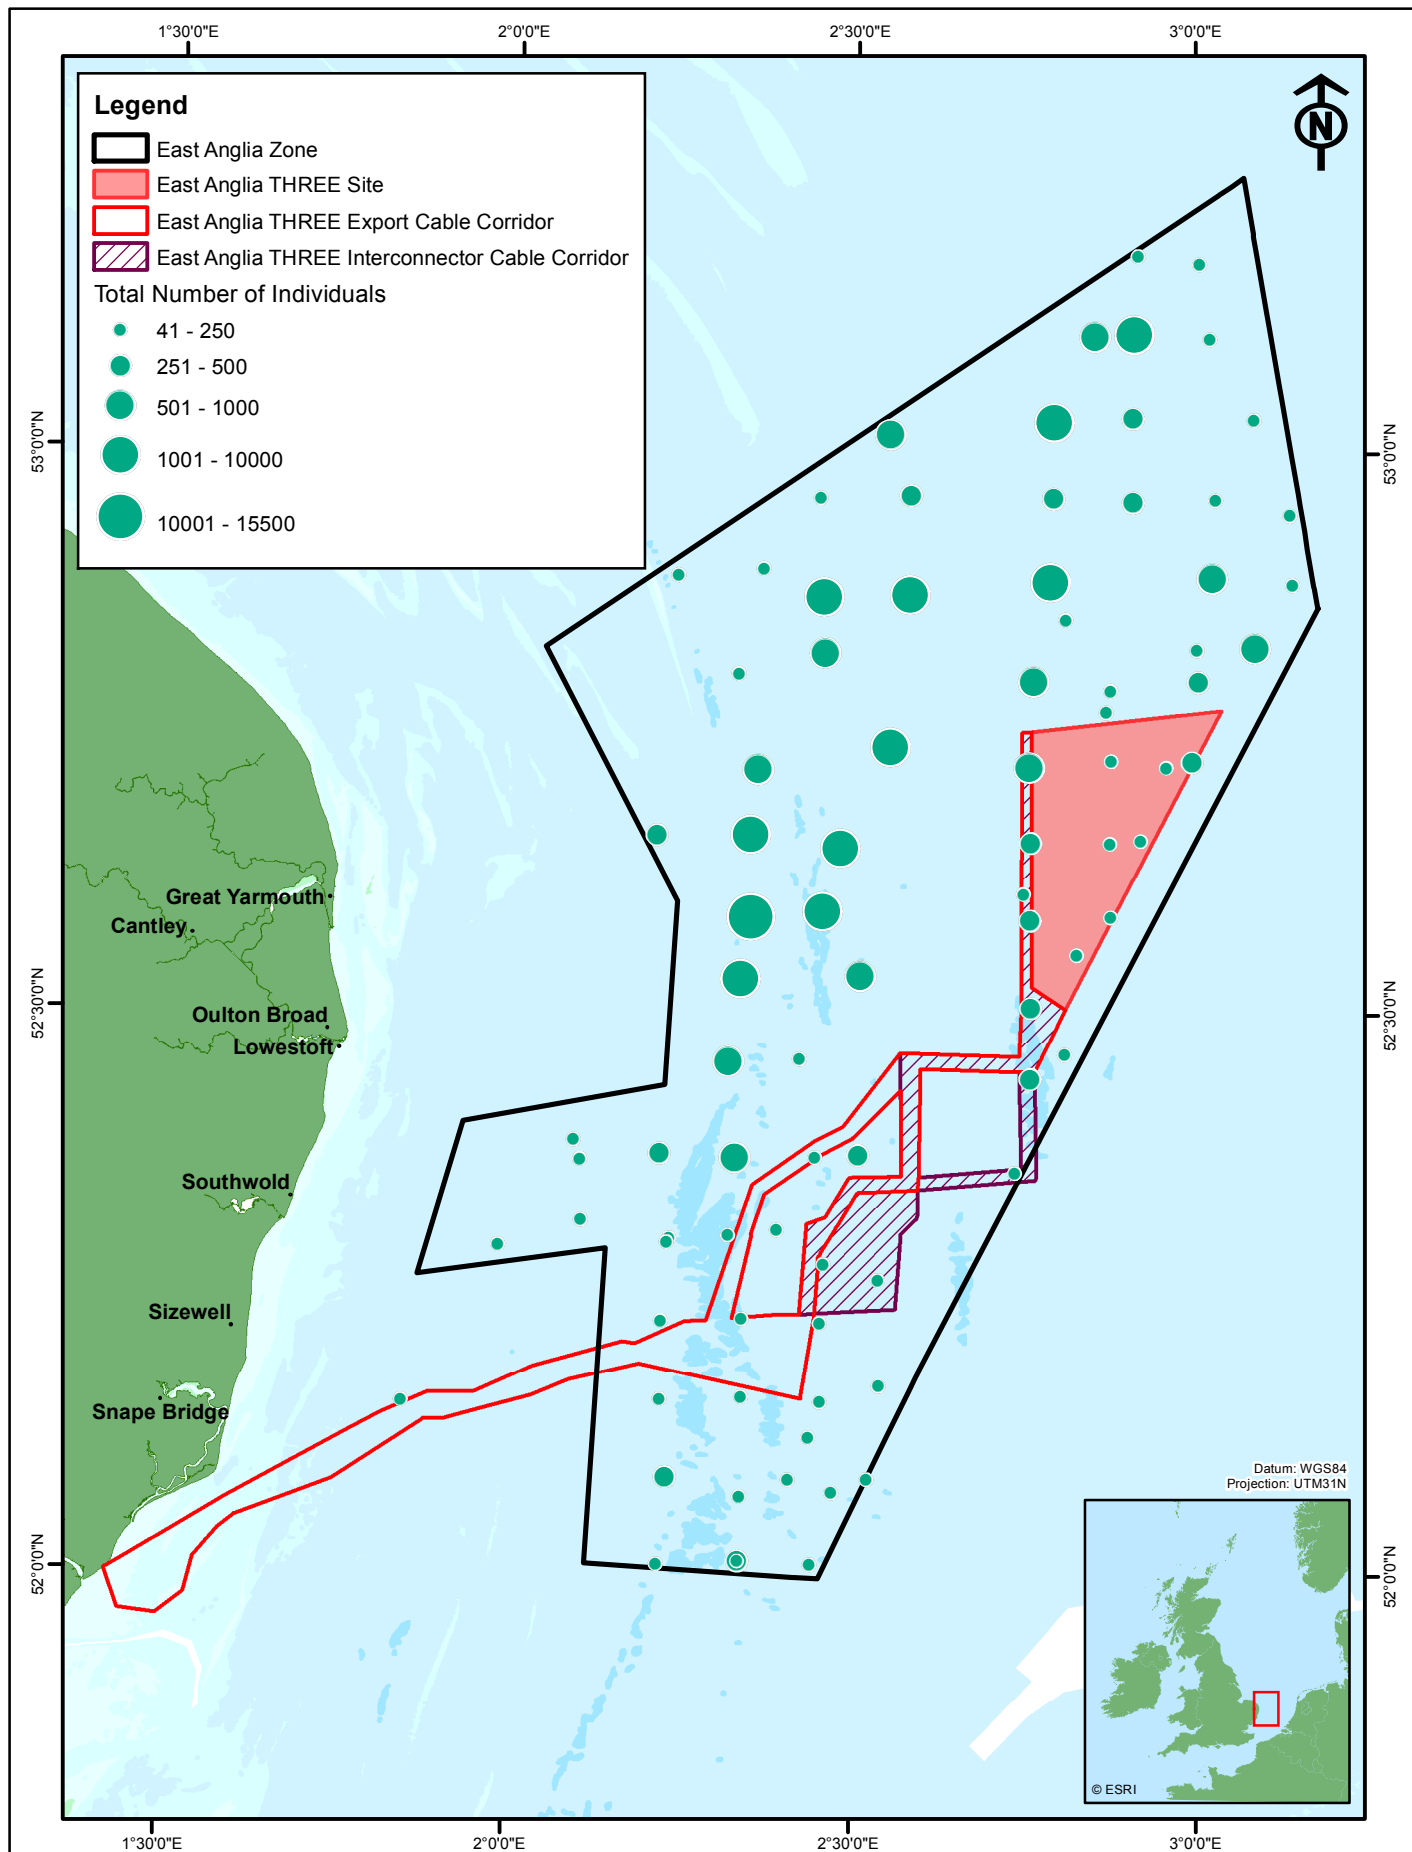 1°30'0"E 2°0'0"E 2°30'0"E 3°0'0"E
Legend
East Anglia Zone
East Anglia THREE Site
East Anglia THREE Export Cable Corridor
East Anglia THREE Interconnector Cable Corridor
Total Number of Individuals
41 - 250
251 - 500
501 - 1000
1001 - 10000
10001 - 15500
N
53°0'0"N
53°0'0"N
Great Yarmouth
Cantley
52°30'0"N
52°30'0"N
Oulton Broad
Lowestoft
Southwold
Sizewell
Snape Bridge
Datum: WGS84
Projection: UTM31N
52°0'0"N
52°0'0"N
© ESRI
1°30'0"E 2°0'0"E 2°30'0"E 3°0'0"E